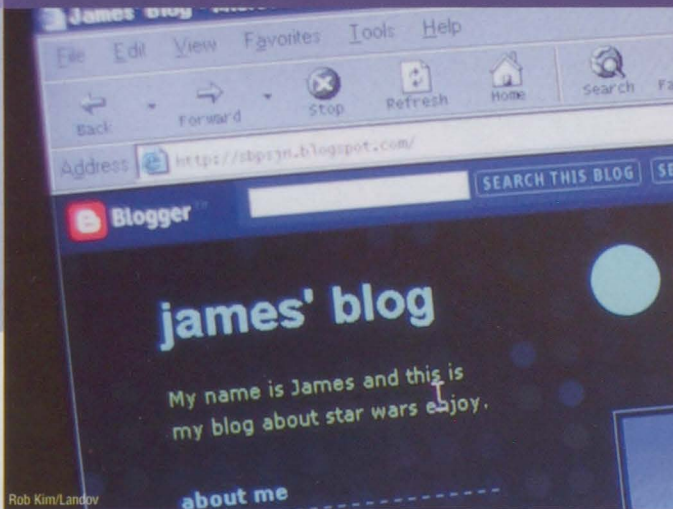 James' Blog -
File Edit View Favorites Tools Help
Back Forward Stop Refresh Home Search
Address http://sbpsjn.blogspot.com/
Blogger™ SEARCH THIS BLOG
james' blog
My name is James and this is
my blog about star wars enjoy.
about me
Rob Kim/Landov